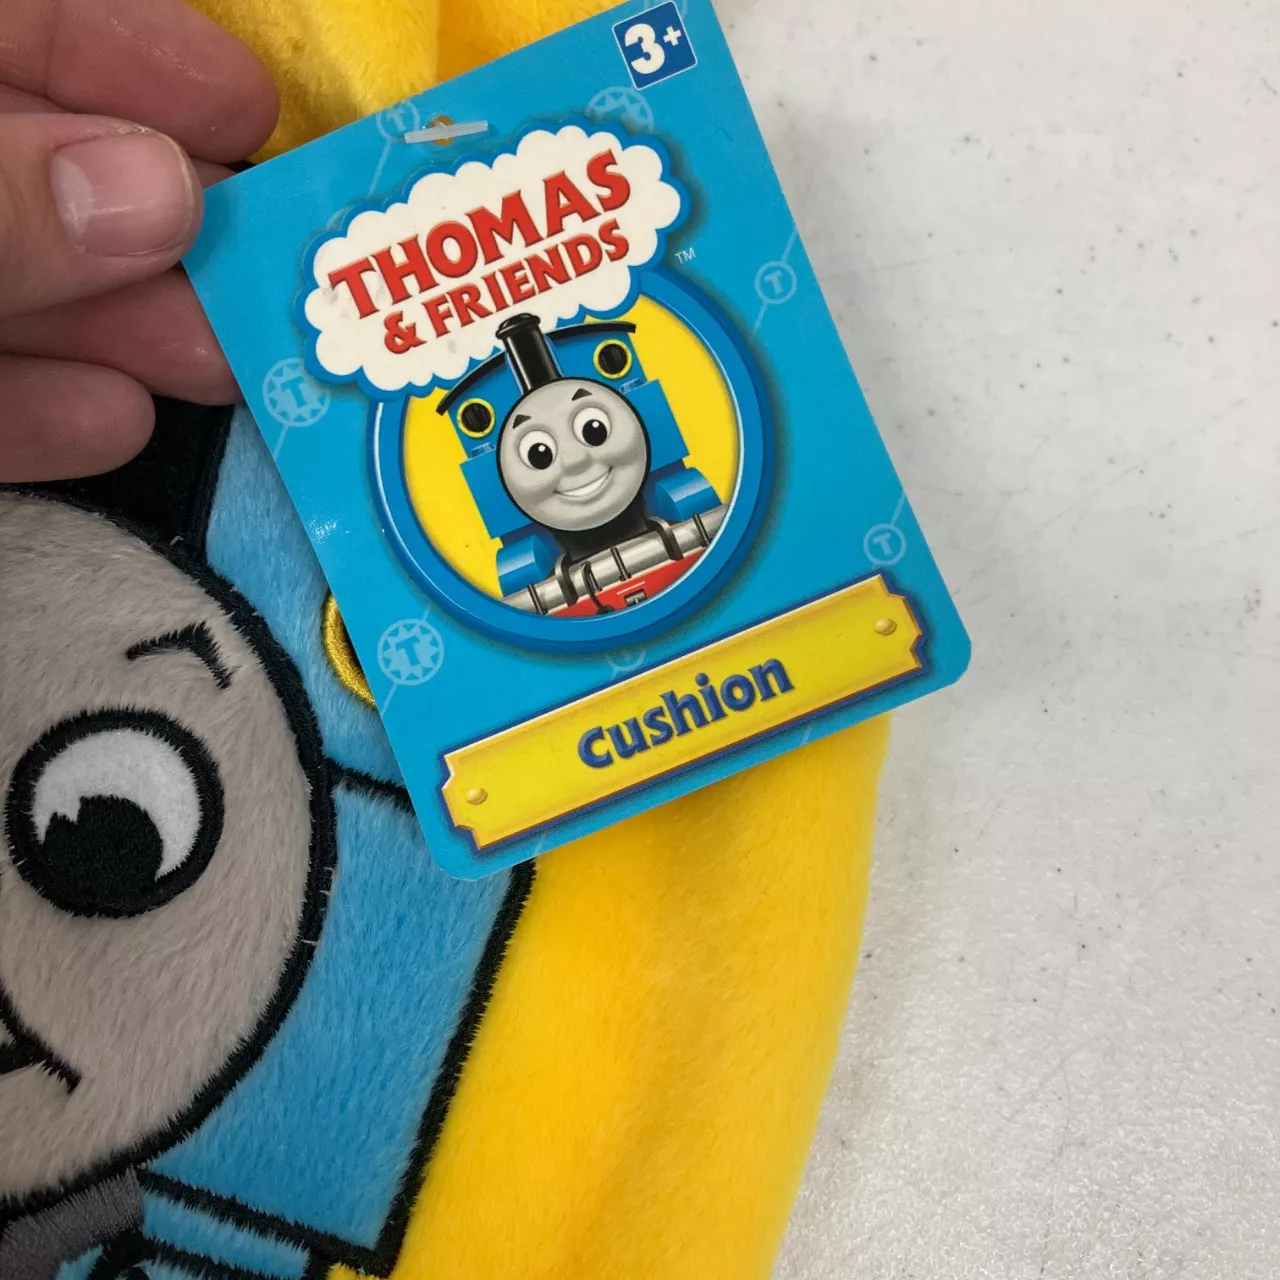 3+
THOMAS
& FRIENDS
TM
T
T
T
T
T
cushion